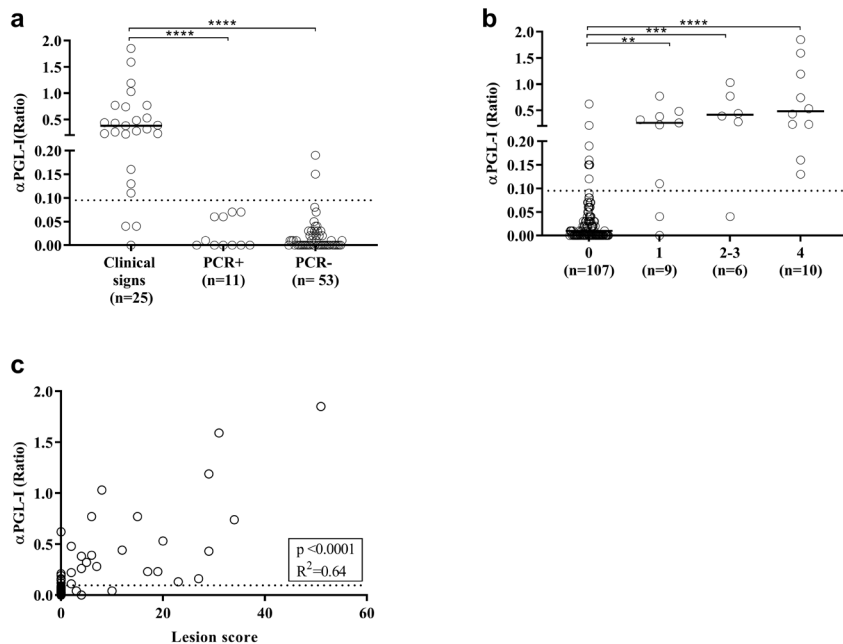 a
****
****
αPGL-I(Ratio)
2.0
1.5
1.0
0.5
0.20
0.15
0.10
0.05
0.00
Clinical signs (n=25)
PCR+ (n=11)
PCR- (n= 53)
b
****
***
**
αPGL-I (Ratio)
2.0
1.5
1.0
0.5
0.20
0.15
0.10
0.05
0.00
0 (n=107)
1 (n=9)
2-3 (n=6)
4 (n=10)
c
αPGL-I (Ratio)
2.0
1.5
1.0
0.5
0.0
p <0.0001
R²=0.64
0 20 40 60
Lesion score